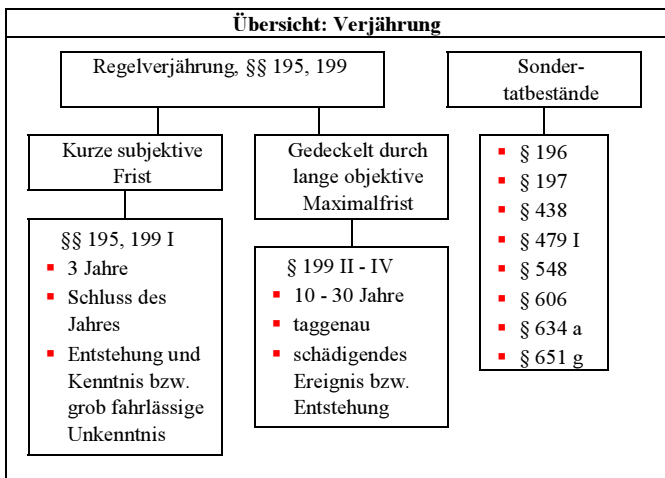 Übersicht: Verjährung
Regelverjährung, §§ 195, 199
Sonder-
tatbestände
Kurze subjektive
Frist
Gedeckelt durch
lange objektive
Maximalfrist
§§ 195, 199 I
▪ 3 Jahre
▪ Schluss des
Jahres
▪ Entstehung und
Kenntnis bzw.
grob fahrlässige
Unkenntnis
§ 199 II - IV
▪ 10 - 30 Jahre
▪ taggenau
▪ schädigendes
Ereignis bzw.
Entstehung
▪ § 196
▪ § 197
▪ § 438
▪ § 479 I
▪ § 548
▪ § 606
▪ § 634 a
▪ § 651 g